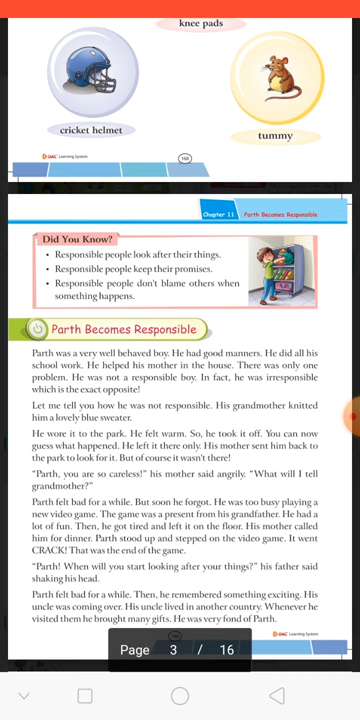 knee pads
cricket helmet
tummy
D-QAC Learning System
168
Chapter 11 Parth Becomes Responsible
Did You Know?
• Responsible people look after their things.
• Responsible people keep their promises.
• Responsible people don't blame others when
something happens.
Parth Becomes Responsible
Parth was a very well behaved boy. He had good manners. He did all his
school work. He helped his mother in the house. There was only one
problem. He was not a responsible boy. In fact, he was irresponsible
which is the exact opposite!
Let me tell you how he was not responsible. His grandmother knitted
him a lovely blue sweater.
He wore it to the park. He felt warm. So, he took it off. You can now
guess what happened. He left it there only. His mother sent him back to
the park to look for it. But of course it wasn't there!
"Parth, you are so careless!" his mother said angrily. "What will I tell
grandmother?"
Parth felt bad for a while. But soon he forgot. He was too busy playing a
new video game. The game was a present from his grandfather. He had a
lot of fun. Then, he got tired and left it on the floor. His mother called
him for dinner. Parth stood up and stepped on the video game. It went
CRACK! That was the end of the game.
"Parth! When will you start looking after your things?" his father said
shaking his head.
Parth felt bad for a while. Then, he remembered something exciting. His
uncle was coming over. His uncle lived in another country. Whenever he
visited them he brought many gifts. He was very fond of Parth.
D-QAC Learning System
Page 3 / 16